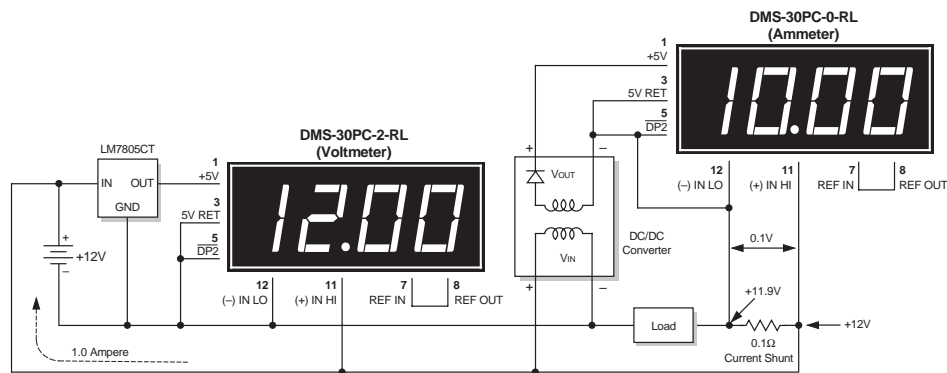 DMS-30PC-0-RL
(Ammeter)
1
+5V
3
5V RET
5
DP2
10.00
12
(–) IN LO
11
(+) IN HI
7
REF IN
8
REF OUT
DMS-30PC-2-RL
(Voltmeter)
LM7805CT
IN OUT
GND
1
+5V
3
5V RET
5
DP2
12.00
12
(–) IN LO
11
(+) IN HI
7
REF IN
8
REF OUT
+
+12V
–
+ –
VOUT
VIN
+ –
DC/DC
Converter
0.1V
+11.9V
Load
+12V
0.1Ω
Current Shunt
1.0 Ampere